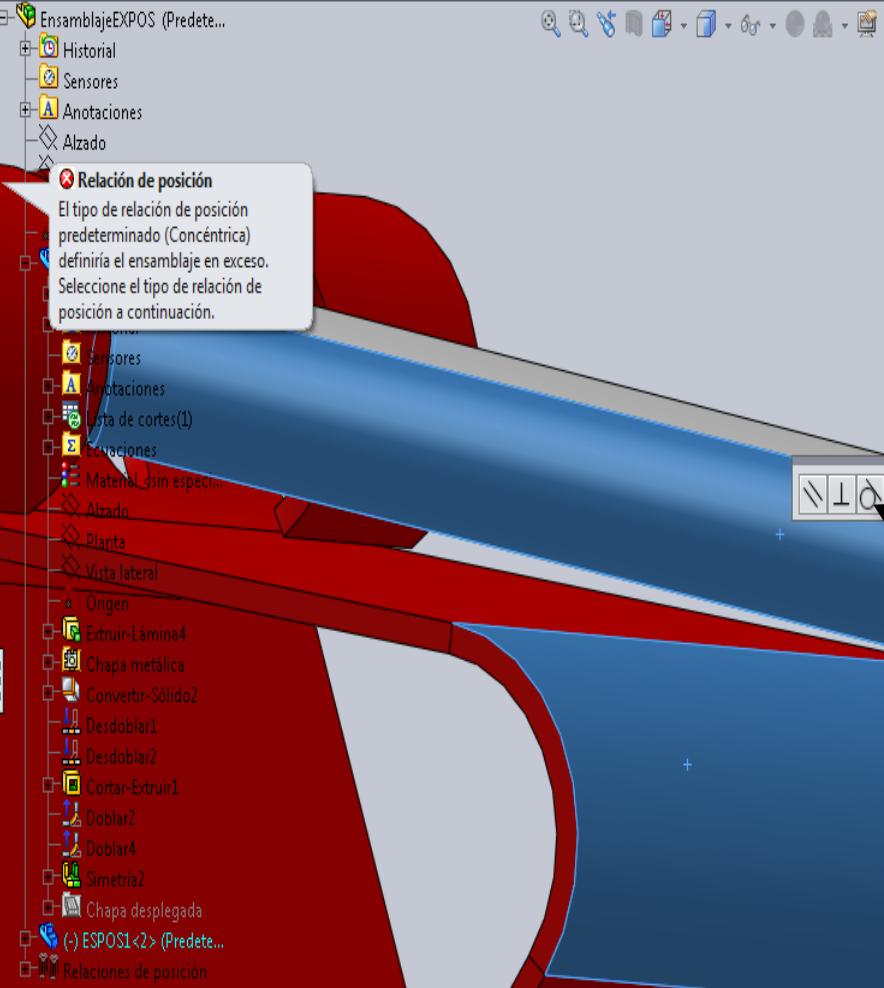 EnsamblajeEXPOS (Predete...
Historial
Sensores
Anotaciones
Alzado
Relación de posición
El tipo de relación de posición
predeterminado (Concéntrica)
definiría el ensamblaje en exceso.
Seleccione el tipo de relación de
posición a continuación.
Sensores
Anotaciones
Lista de cortes(1)
Ecuaciones
Material <sin especi...
Alzado
Planta
Vista lateral
Origen
Extruir-Lámina4
Chapa metálica
Convertir-Sólido2
Desdoblar1
Desdoblar2
Cortar-Extruir1
Doblar2
Doblar4
Simetría2
Chapa desplegada
(-) ESPOS1<2> (Predete...
Relaciones de posición